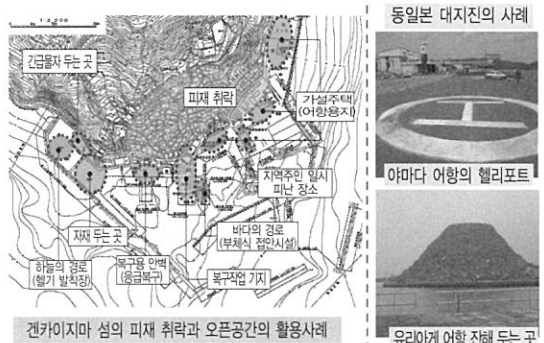 1:2,000
긴급물자 두는 곳
피재 취락
가설주택
(어항용지)
지역주민 일시
피난 장소
자재 두는 곳
바다의 경로
(부체식 접안시설)
하늘의 경로
(헬기 발착장)
복구용 안벽
(응급복구)
복구작업 기지
겐카이지마 섬의 피재 취락과 오픈공간의 활용사례
동일본 대지진의 사례
야마다 어항의 헬리포트
유리아게 어항 잔해 두는 곳